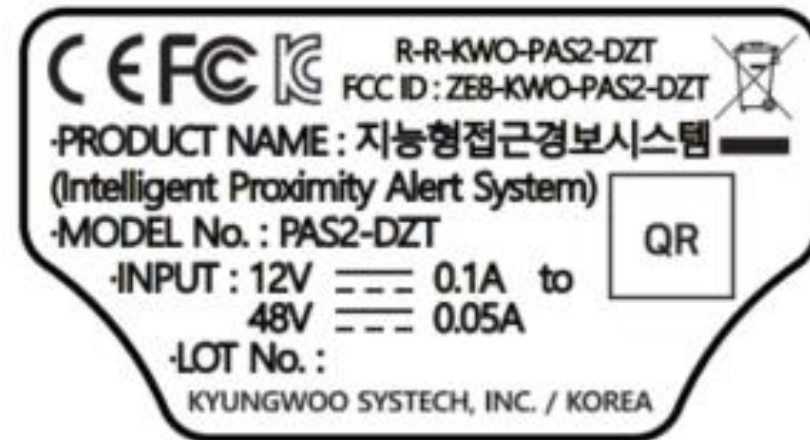 CE FC KC R-R-KWO-PAS2-DZT
FCC ID : ZE8-KWO-PAS2-DZT
·PRODUCT NAME : 지능형접근경보시스템
(Intelligent Proximity Alert System)
·MODEL No. : PAS2-DZT
QR
·INPUT : 12V 0.1A to
48V 0.05A
·LOT No. :
KYUNGWOO SYSTECH, INC. / KOREA